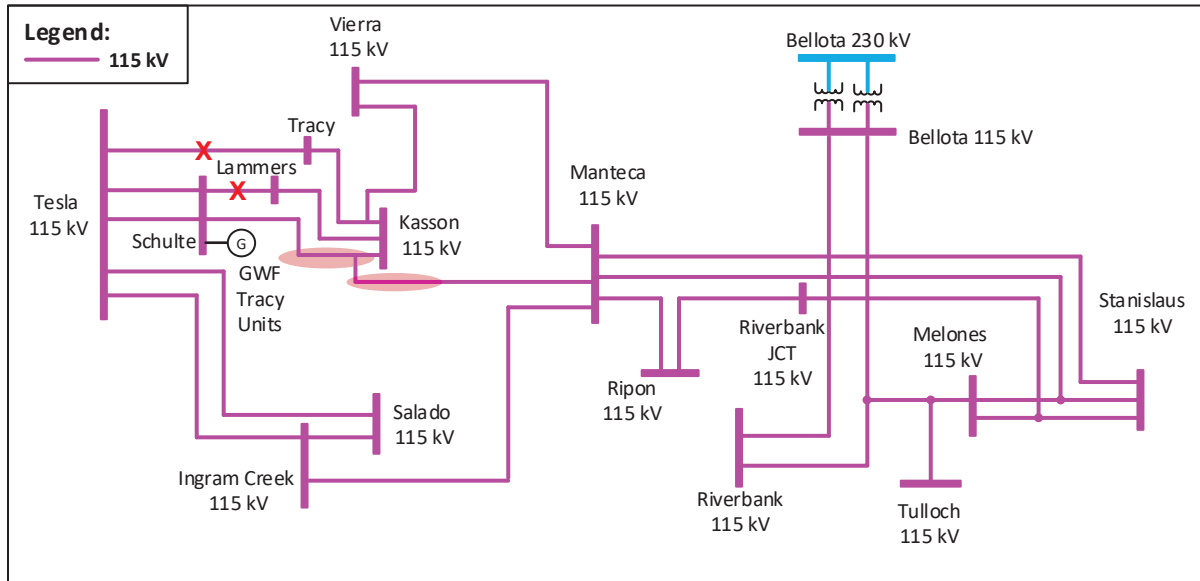 Legend:
115 kV
Vierra
115 kV
Bellota 230 kV
Tracy
X
Bellota 115 kV
Lammers
X
Manteca
115 kV
Tesla
115 kV
Kasson
115 kV
Schulte
G
GWF
Tracy
Units
Stanislaus
115 kV
Riverbank
JCT
115 kV
Melones
115 kV
Ripon
115 kV
Salado
115 kV
Ingram Creek
115 kV
Riverbank
115 kV
Tulloch
115 kV